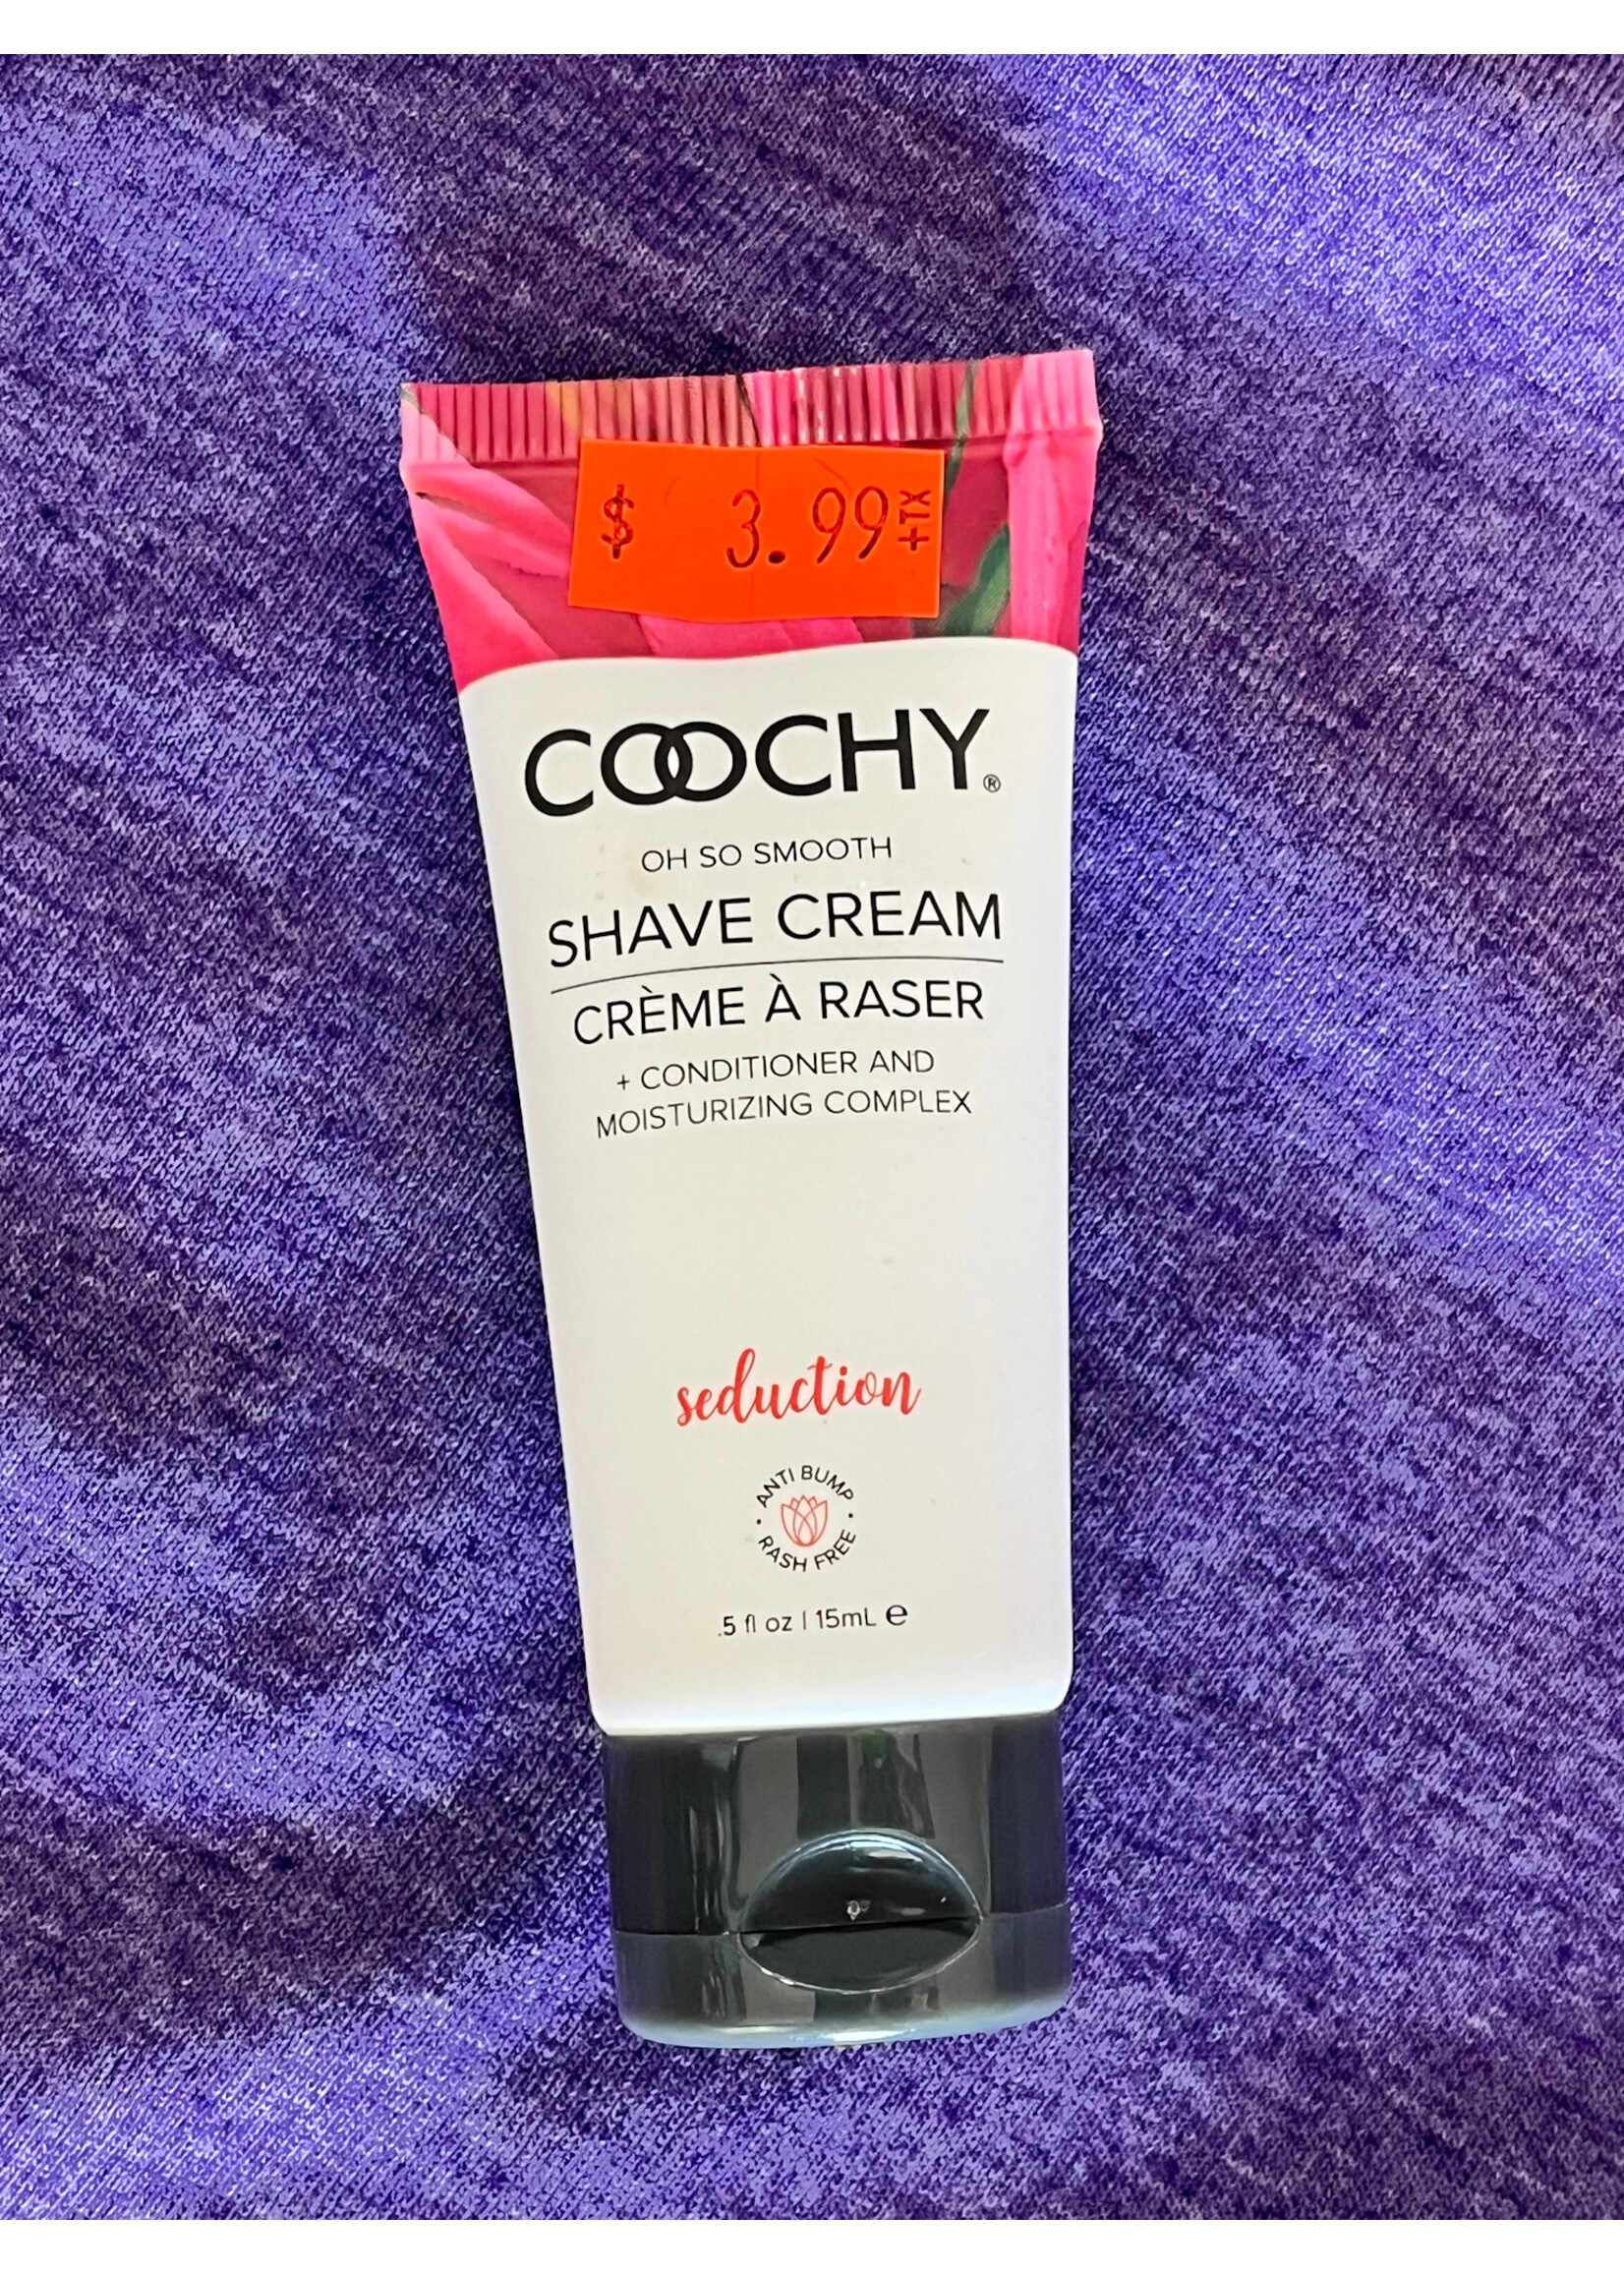 $ 3.99 +TX
COOCHY®
OH SO SMOOTH
SHAVE CREAM
CRÈME À RASER
+ CONDITIONER AND
MOISTURIZING COMPLEX
seduction
ANTI BUMP
• RASH FREE •
.5 fl oz | 15mL ℮